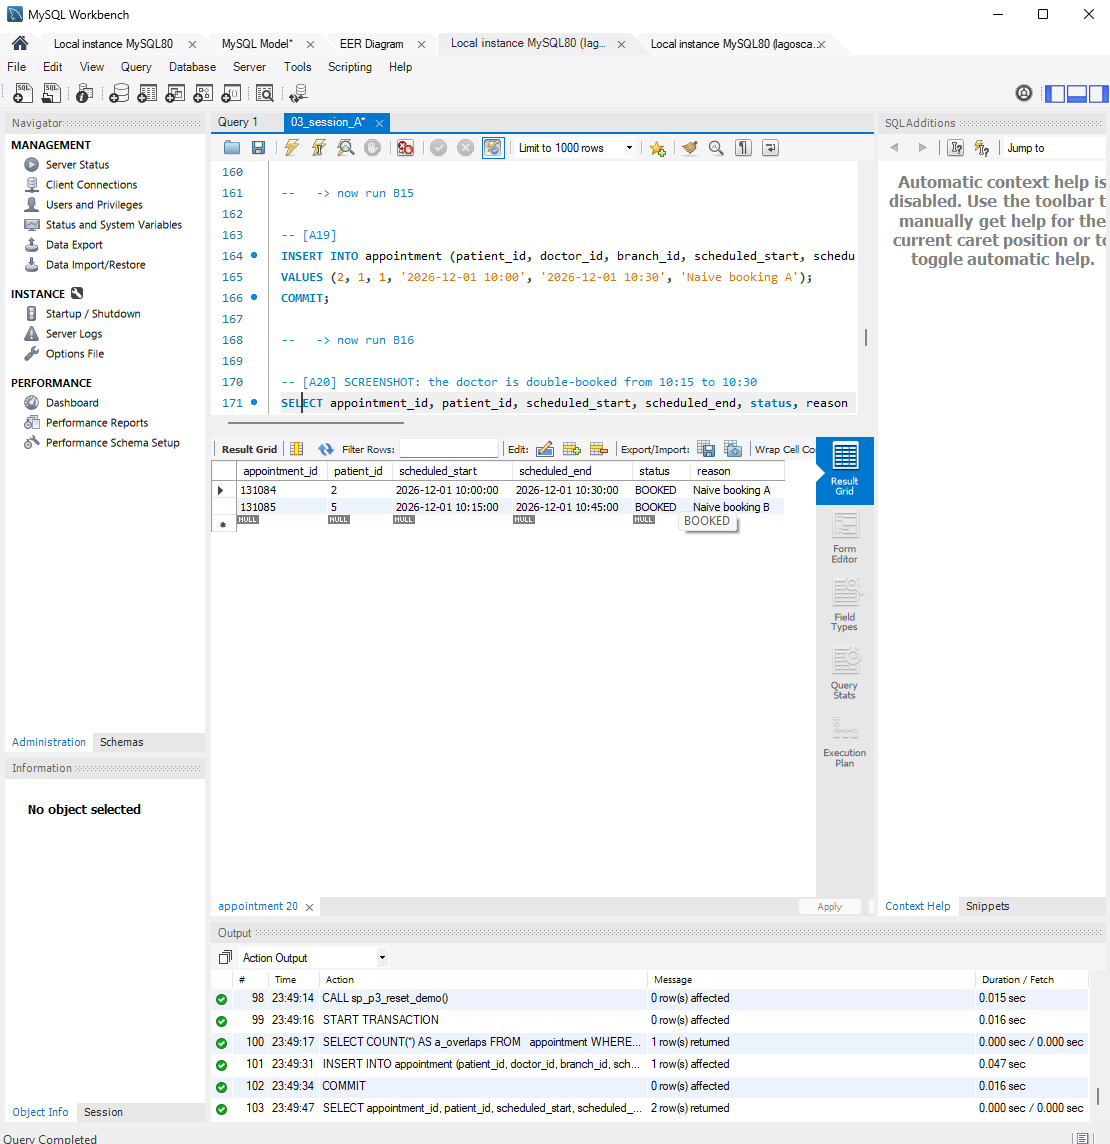 MySQL Workbench
Local instance MySQL80
MySQL Model*
EER Diagram
Local instance MySQL80 (lag...
Local instance MySQL80 (lagosca...
File Edit View Query Database Server Tools Scripting Help
Navigator
MANAGEMENT
Server Status
Client Connections
Users and Privileges
Status and System Variables
Data Export
Data Import/Restore
INSTANCE
Startup / Shutdown
Server Logs
Options File
PERFORMANCE
Dashboard
Performance Reports
Performance Schema Setup
Administration Schemas
Information
No object selected
Object Info Session
Query Completed
Query 1
03_session_A*
Limit to 1000 rows
160
161 --   -> now run B15
162
163 -- [A19]
164 INSERT INTO appointment (patient_id, doctor_id, branch_id, scheduled_start, schedu
165 VALUES (2, 1, 1, '2026-12-01 10:00', '2026-12-01 10:30', 'Naive booking A');
166 COMMIT;
167
168 --   -> now run B16
169
170 -- [A20] SCREENSHOT: the doctor is double-booked from 10:15 to 10:30
171 SELECT appointment_id, patient_id, scheduled_start, scheduled_end, status, reason
Result Grid Filter Rows: Edit: Export/Import: Wrap Cell Co
appointment_id patient_id scheduled_start scheduled_end status reason
131084 2 2026-12-01 10:00:00 2026-12-01 10:30:00 BOOKED Naive booking A
131085 5 2026-12-01 10:15:00 2026-12-01 10:45:00 BOOKED Naive booking B
NULL NULL NULL NULL NULL
BOOKED
Result
Grid
Form
Editor
Field
Types
Query
Stats
Execution
Plan
appointment 20
Apply
SQLAdditions
Jump to
Automatic context help is
disabled. Use the toolbar t
manually get help for the
current caret position or to
toggle automatic help.
Context Help Snippets
Output
Action Output
# Time Action Message Duration / Fetch
98 23:49:14 CALL sp_p3_reset_demo() 0 row(s) affected 0.015 sec
99 23:49:16 START TRANSACTION 0 row(s) affected 0.016 sec
100 23:49:17 SELECT COUNT(*) AS a_overlaps FROM   appointment WHERE... 1 row(s) returned 0.000 sec / 0.000 sec
101 23:49:31 INSERT INTO appointment (patient_id, doctor_id, branch_id, sch... 1 row(s) affected 0.047 sec
102 23:49:34 COMMIT 0 row(s) affected 0.016 sec
103 23:49:47 SELECT appointment_id, patient_id, scheduled_start, scheduled_... 2 row(s) returned 0.000 sec / 0.000 sec